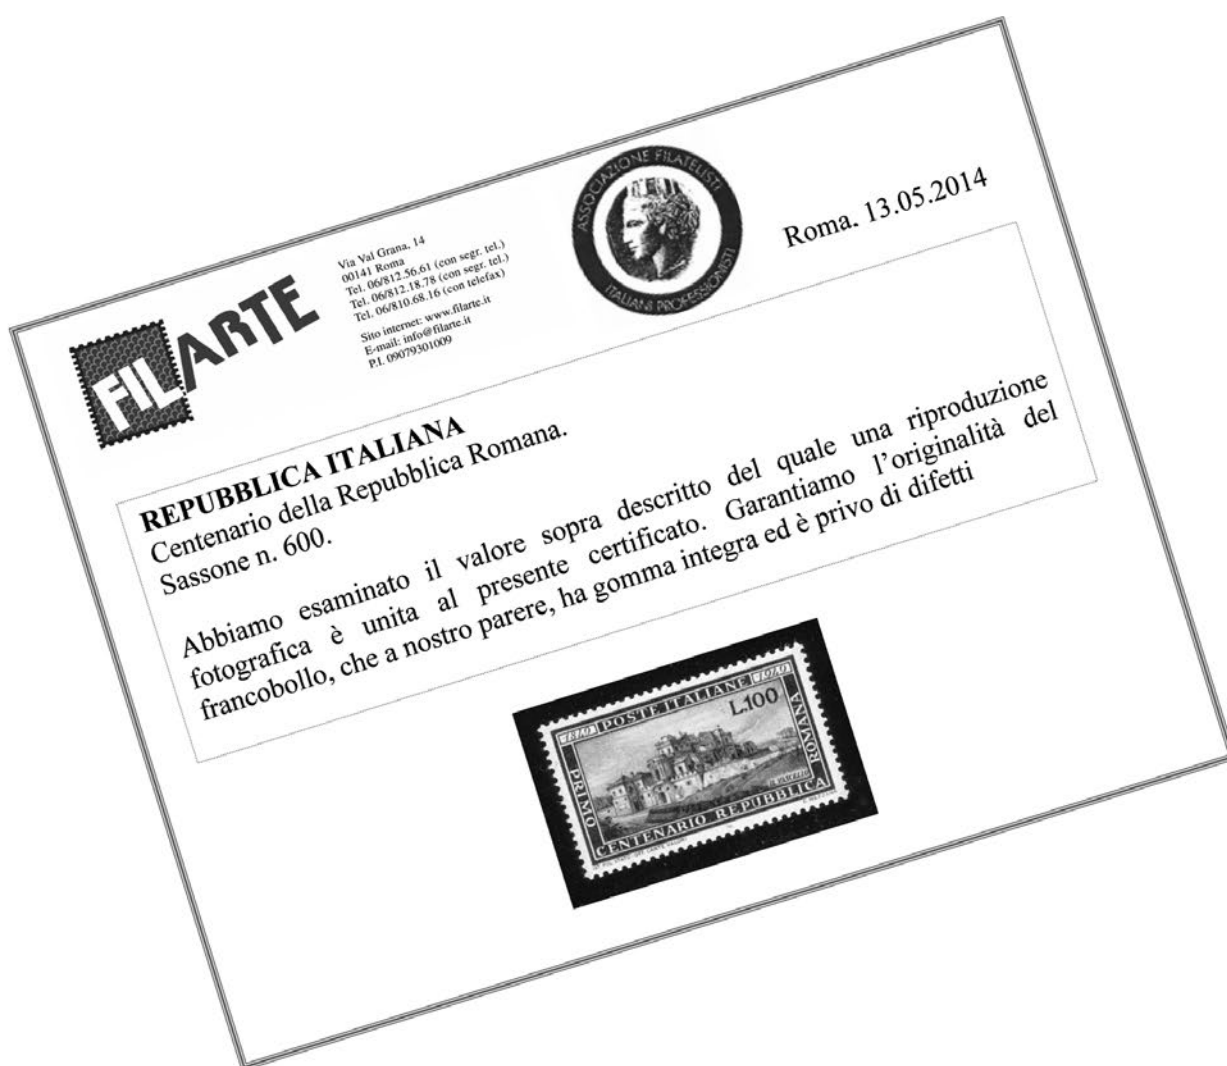 FILARTE
Via Val Grana, 14
00141 Roma
Tel. 06/812.56.61 (con segr. tel.)
Tel. 06/812.18.78 (con segr. tel.)
Tel. 06/810.68.16 (con telefax)
Sito internet: www.filarte.it
E-mail: info@filarte.it
P.I. 09079301009
ASSOCIAZIONE FILATELISTI
ITALIANI PROFESSIONISTI
Roma. 13.05.2014
REPUBBLICA ITALIANA
Centenario della Repubblica Romana.
Sassone n. 600.
Abbiamo esaminato il valore sopra descritto del quale una riproduzione
fotografica è unita al presente certificato. Garantiamo l'originalità del
francobollo, che a nostro parere, ha gomma integra ed è privo di difetti
1849 POSTE ITALIANE 1949
L.100
PRIMO
IL VASCELLO
ROMANA
CENTENARIO REPUBBLICA